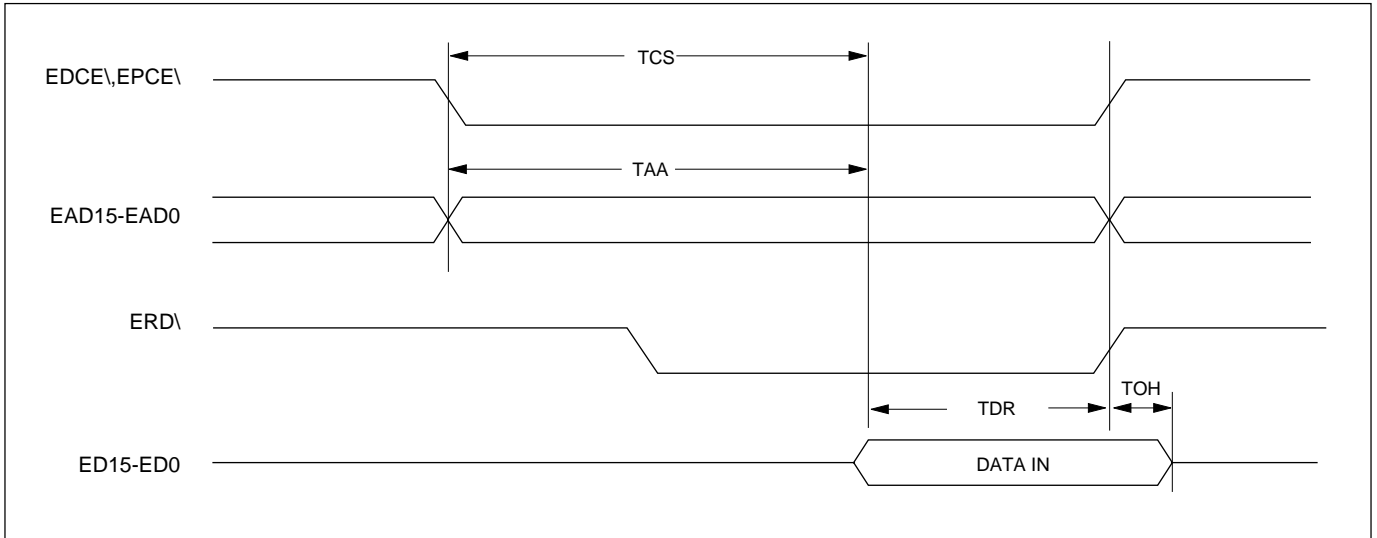 TCS
EDCE\,EPCE\
TAA
EAD15-EAD0
ERD\
TOH
TDR
ED15-ED0
DATA IN